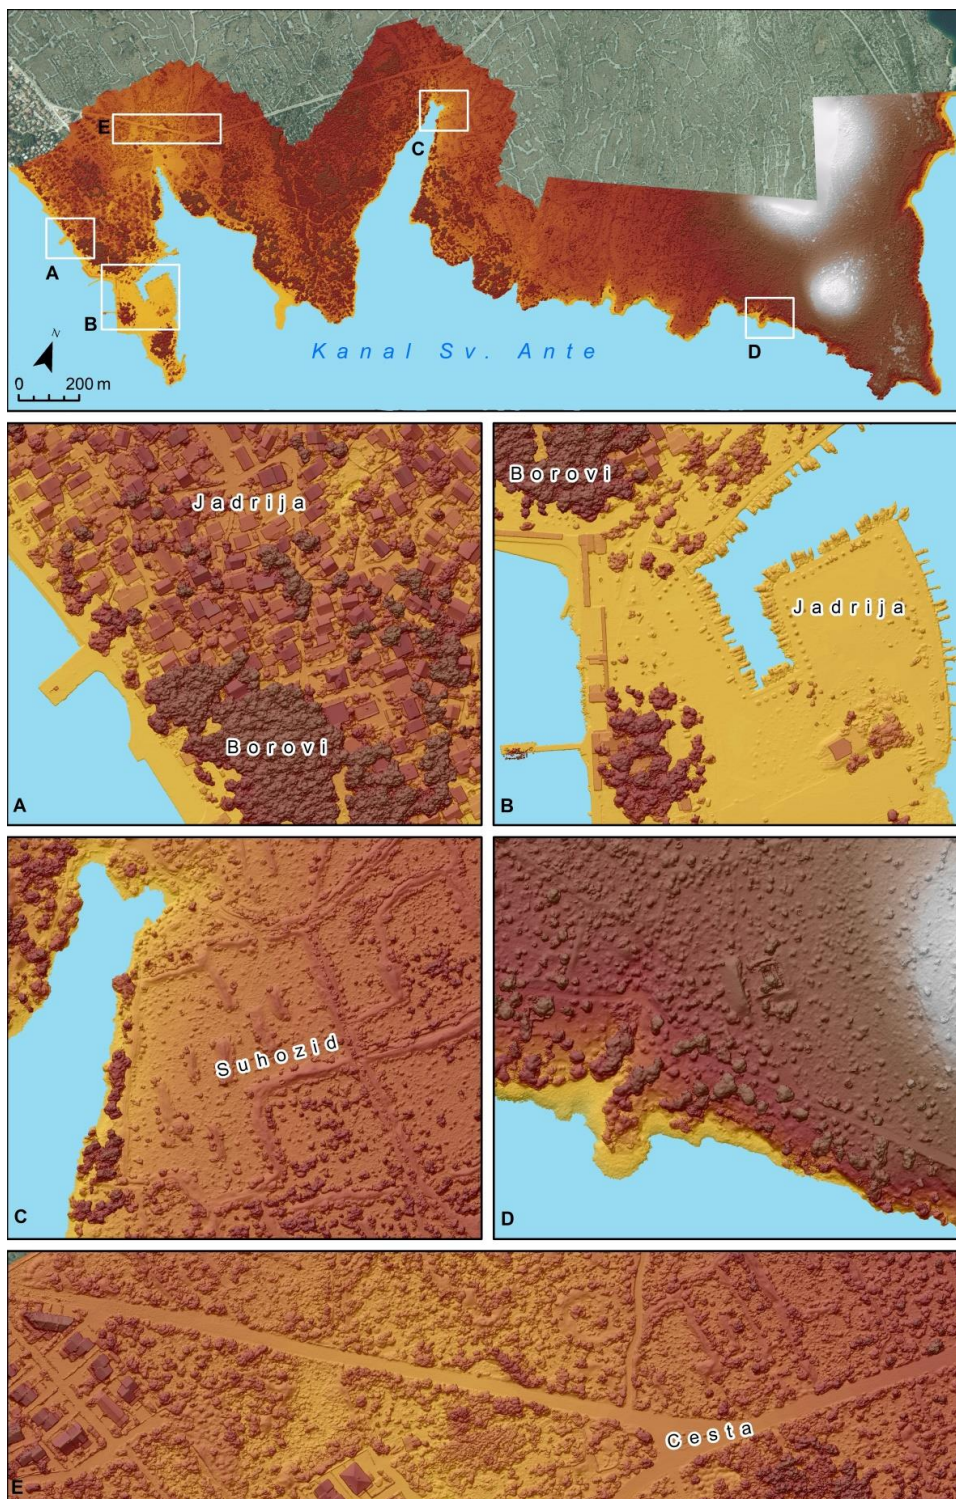 E
C
A
B
D
N
Kanal Sv. Ante
0 200 m
Jadrija
Borovi
A
Borovi
Jadrija
B
Suhozid
C
D
Cesta
E